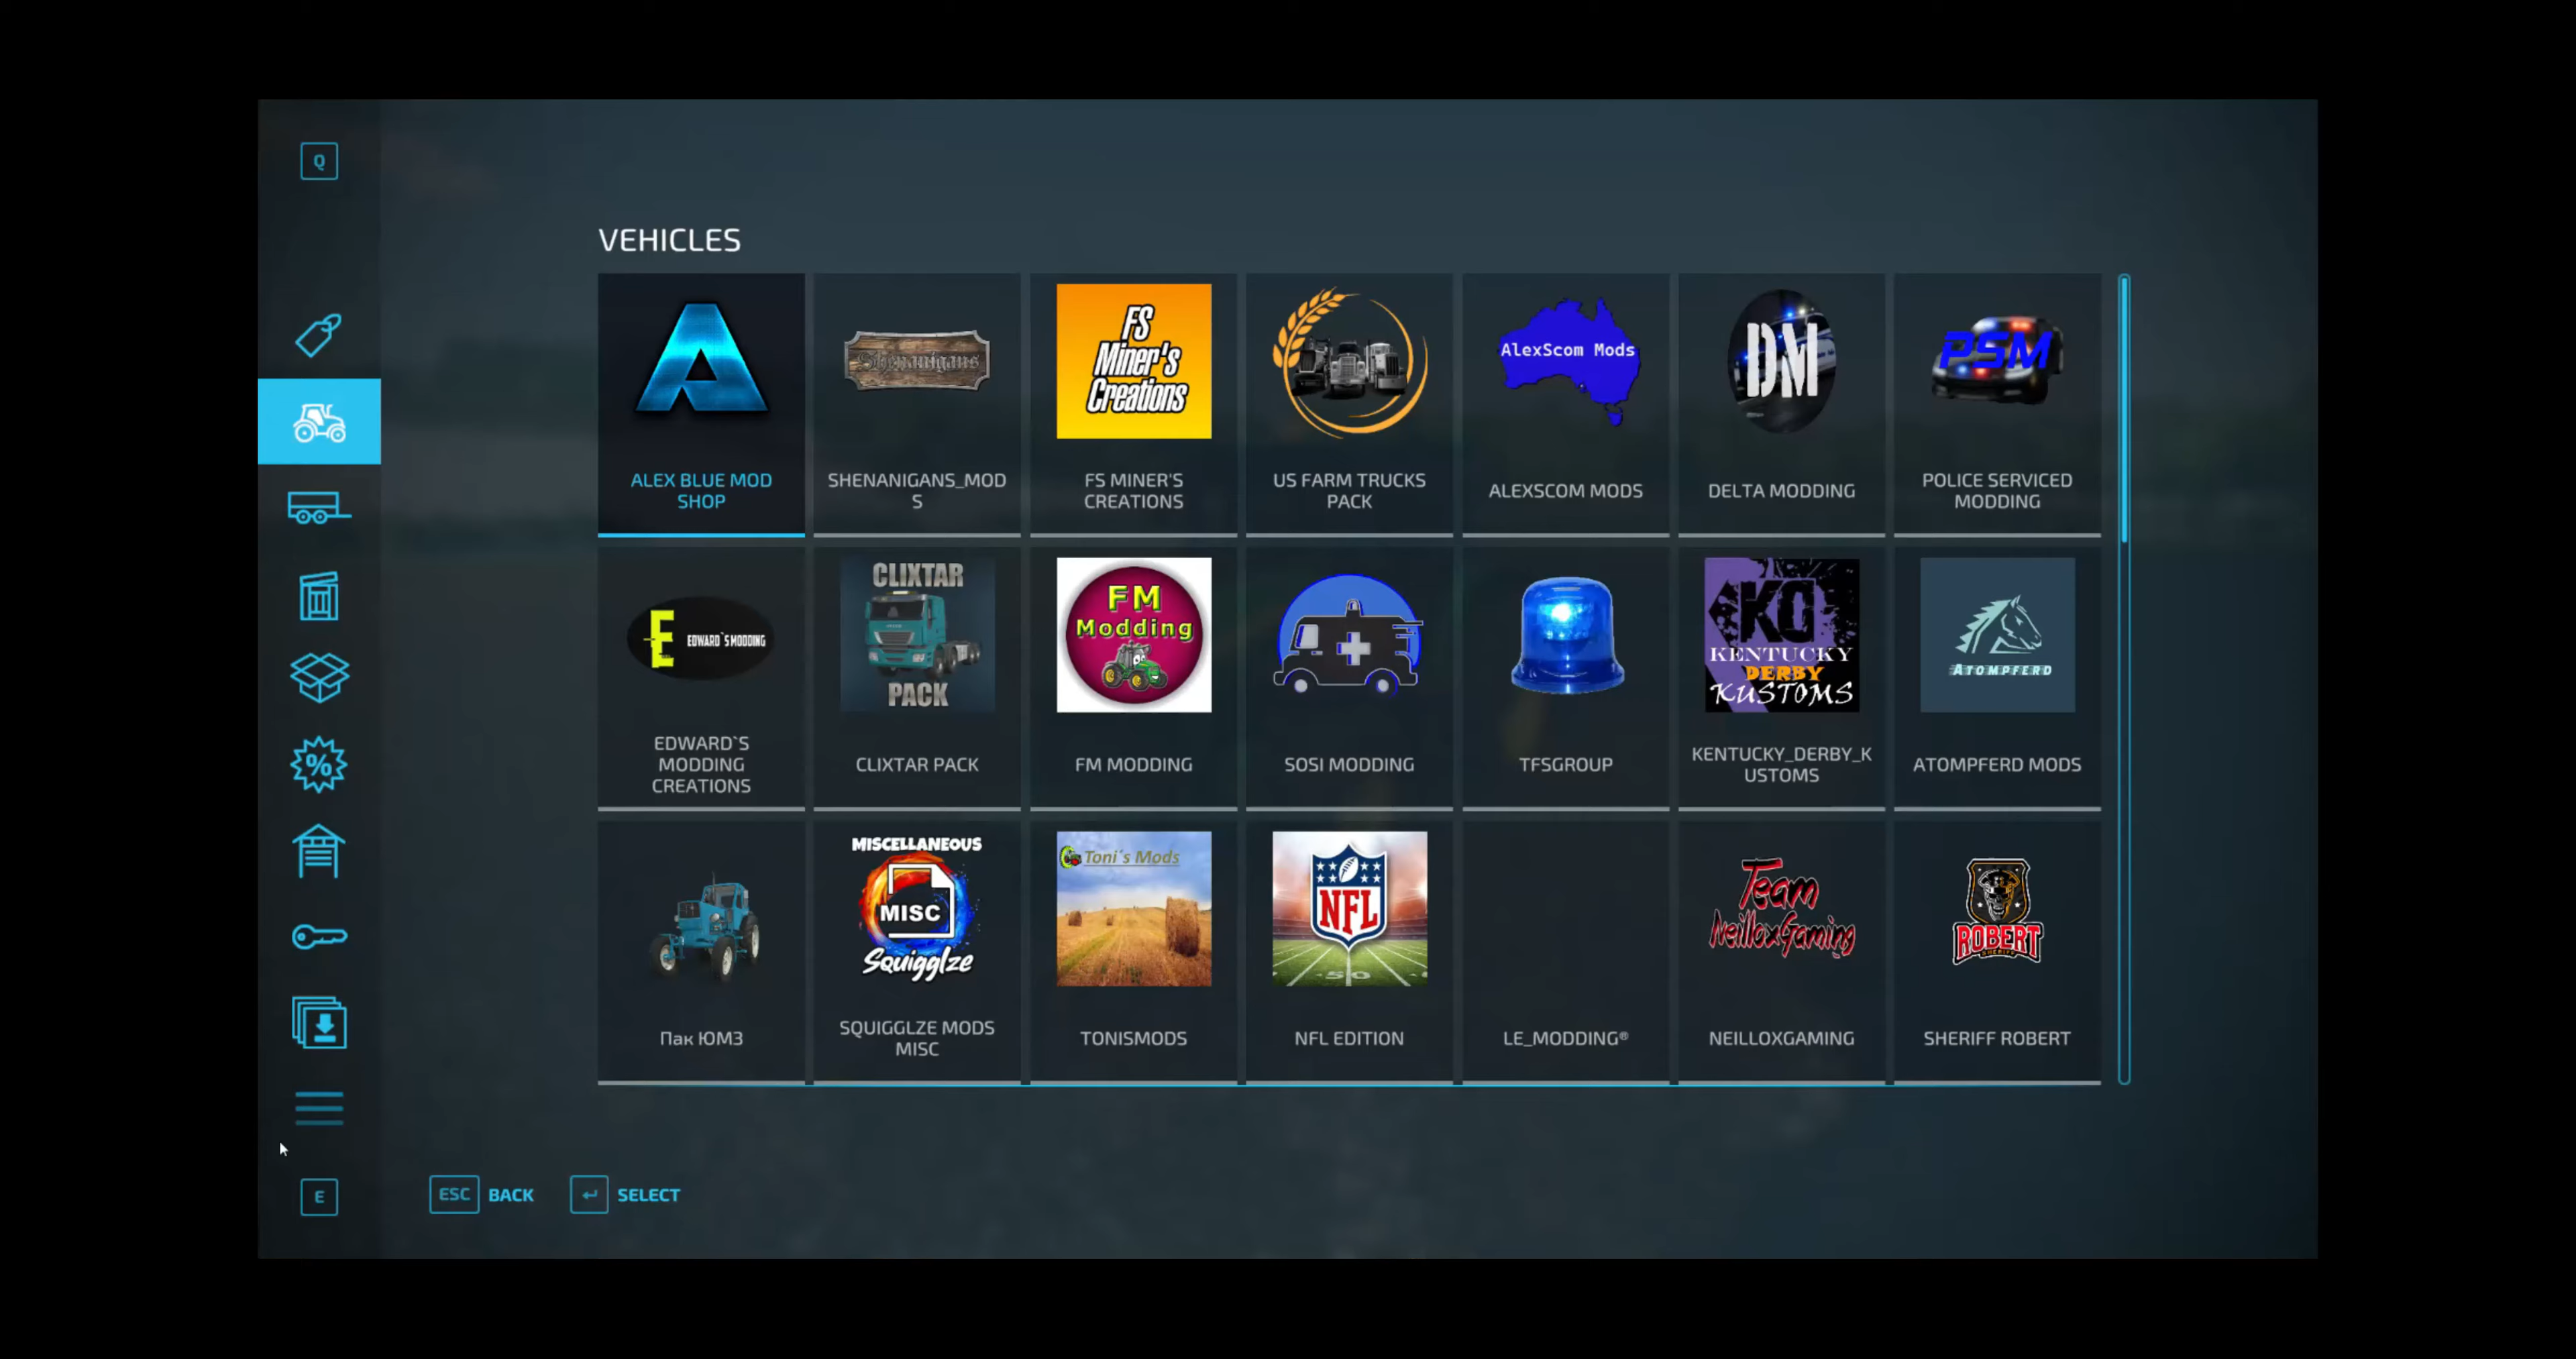 Q
VEHICLES
Shenanigans
FS
Miner's
Creations
AlexScom Mods
DM
PSM
ALEX BLUE MOD
SHOP
SHENANIGANS_MOD
S
FS MINER'S
CREATIONS
US FARM TRUCKS
PACK
ALEXSCOM MODS
DELTA MODDING
POLICE SERVICED
MODDING
E EDWARD`S MODDING
CLIXTAR
PACK
FM
Modding
KENTUCKY
DERBY
KUSTOMS
ATOMPFERD
EDWARD`S
MODDING
CREATIONS
CLIXTAR PACK
FM MODDING
SOSI MODDING
TFSGROUP
KENTUCKY_DERBY_K
USTOMS
ATOMPFERD MODS
MISCELLANEOUS
MISC
Squigglze
Toni´s Mods
NFL
50
Team
NeilloxGaming
ROBERT
SHERIFF
Пак ЮМЗ
SQUIGGLZE MODS
MISC
TONISMODS
NFL EDITION
LE_MODDING®
NEILLOXGAMING
SHERIFF ROBERT
E
ESC BACK
SELECT